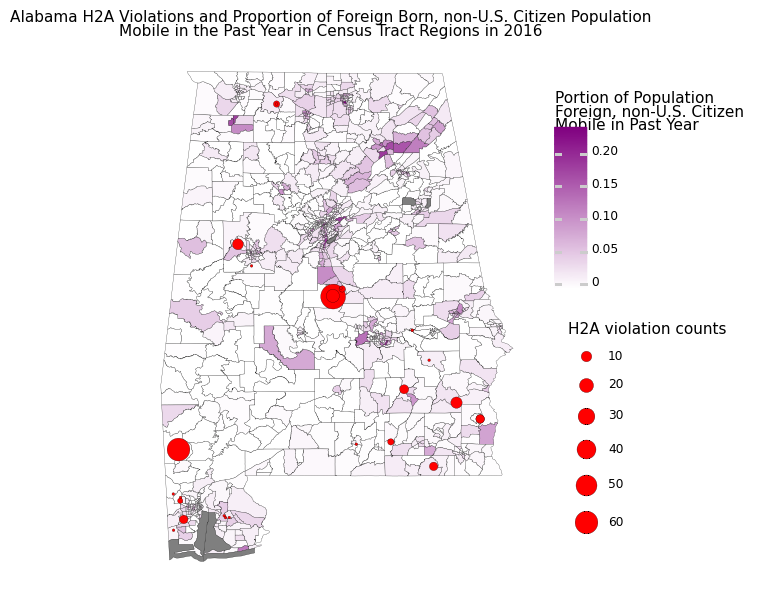 Alabama H2A Violations and Proportion of Foreign Born, non-U.S. Citizen Population
Mobile in the Past Year in Census Tract Regions in 2016
Portion of Population
Foreign, non-U.S. Citizen
Mobile in Past Year
0.20
0.15
0.10
0.05
0
H2A violation counts
10
20
30
40
50
60